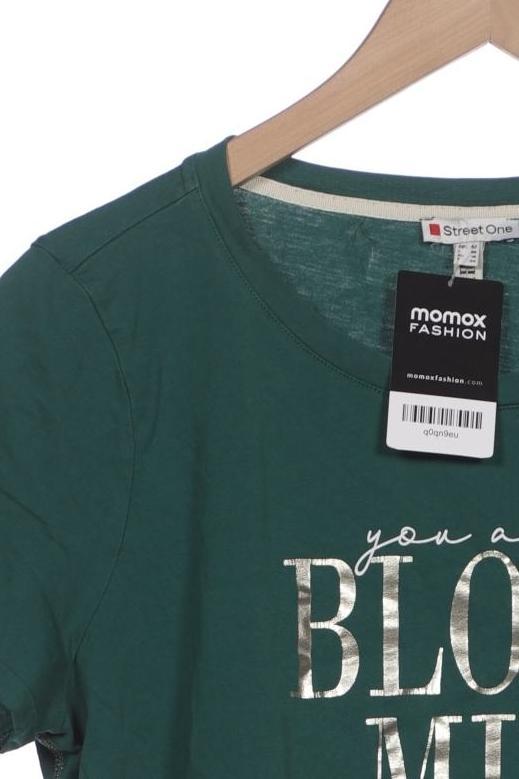 Street One
momox
FASHION
momoxfashion.com
q0qn9eu
you a
BLO
MI